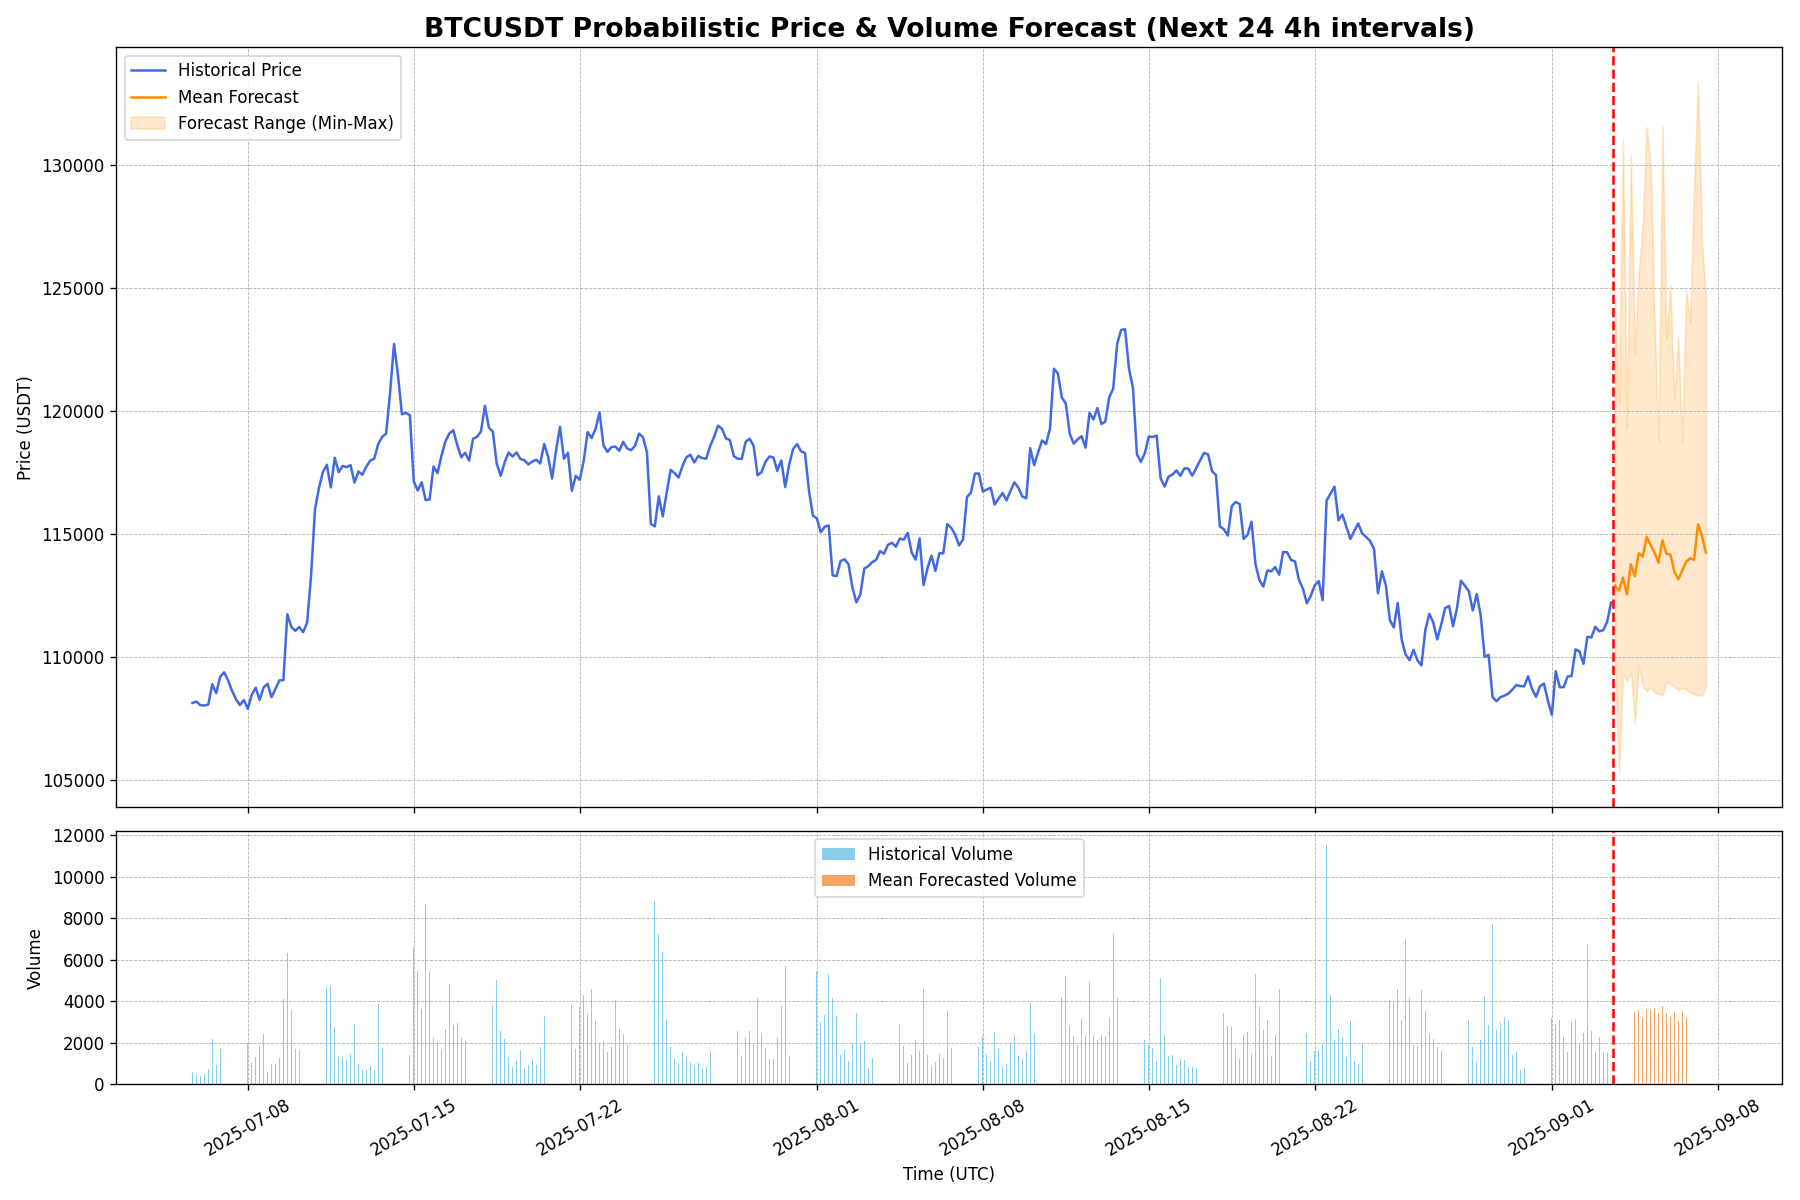 BTCUSDT Probabilistic Price & Volume Forecast (Next 24 4h intervals)
Historical Price
Mean Forecast
Forecast Range (Min-Max)
Price (USDT)
130000
125000
120000
115000
110000
105000
Historical Volume
Mean Forecasted Volume
Volume
12000
10000
8000
6000
4000
2000
0
2025-07-08
2025-07-15
2025-07-22
2025-08-01
2025-08-08
2025-08-15
2025-08-22
2025-09-01
2025-09-08
Time (UTC)